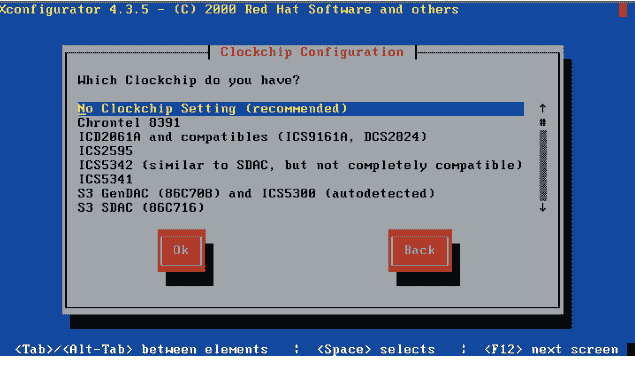 Xconfigurator 4.3.5 - (C) 2000 Red Hat Software and others
Clockchip Configuration
Which Clockchip do you have?
No Clockchip Setting (recommended)
Chrontel 8391
ICD2061A and compatibles (ICS9161A, DCS2824)
ICS2595
ICS5342 (similar to SDAC, but not completely compatible)
ICS5341
S3 GenDAC (86C708) and ICS5300 (autodetected)
S3 SDAC (86C716)
Ok
Back
<Tab>/<Alt-Tab> between elements ¦ <Space> selects ¦ <F12> next screen